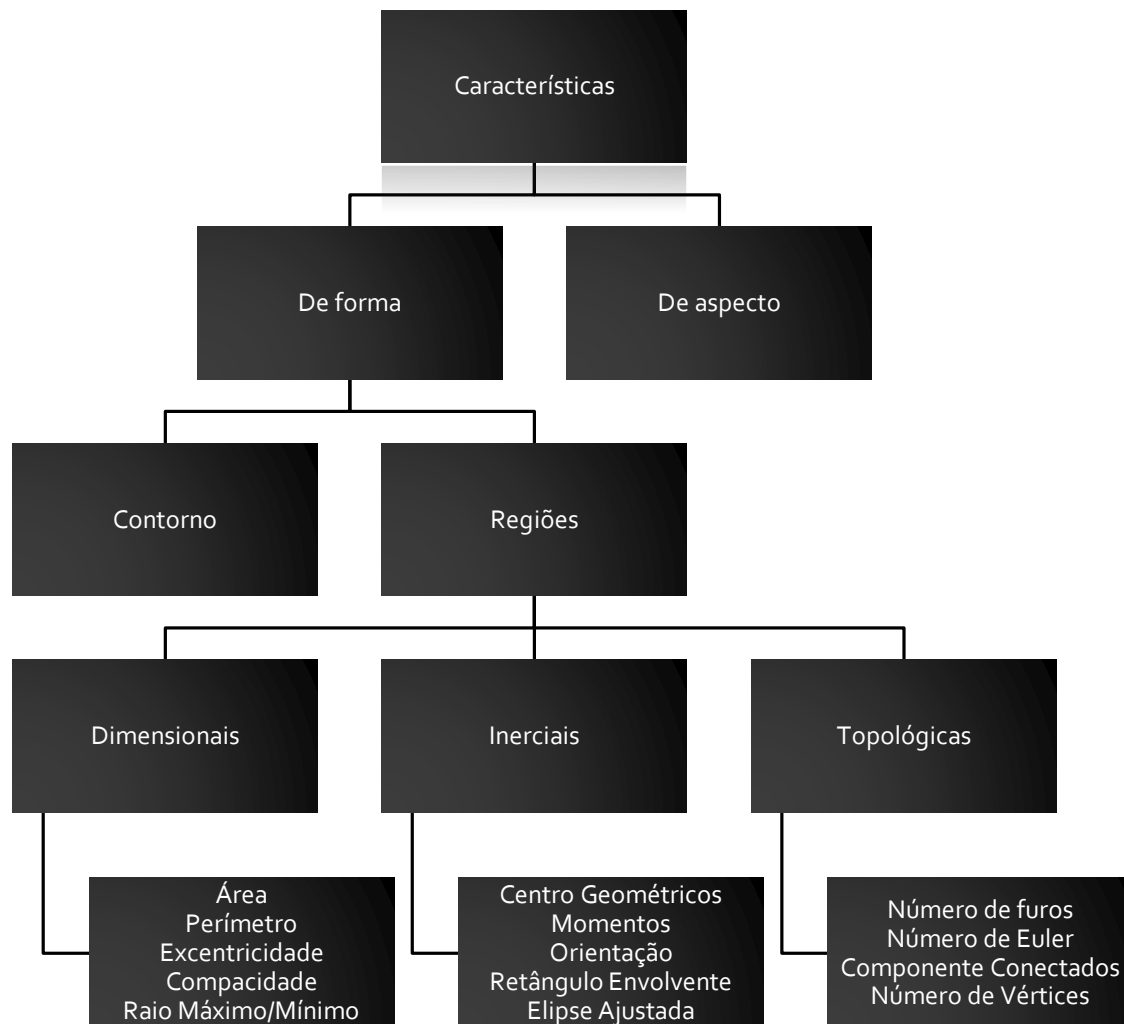 Características
De forma
De aspecto
Contorno
Regiões
Dimensionais
Inerciais
Topológicas
Área
Perímetro
Excentricidade
Compacidade
Raio Máximo/Mínimo
Centro Geométricos
Momentos
Orientação
Retângulo Envolvente
Elipse Ajustada
Número de furos
Número de Euler
Componente Conectados
Número de Vértices